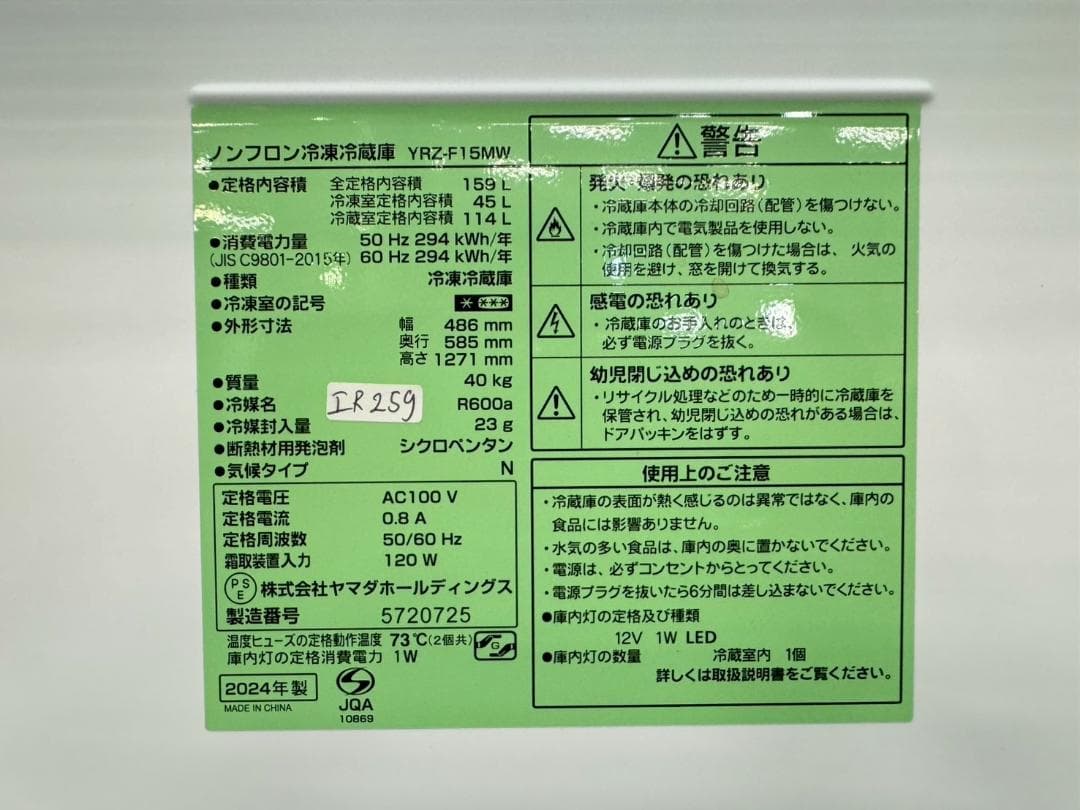 ノンフロン冷凍冷蔵庫 YRZ-F15MW
●定格内容積 全定格内容積 159 L
冷凍室定格内容積 45 L
冷蔵室定格内容積 114 L
●消費電力量 50 Hz 294 kWh/年
(JIS C9801-2015年) 60 Hz 294 kWh/年
●種類 冷凍冷蔵庫
●冷凍室の記号
●外形寸法 幅 486 mm
奥行 585 mm
高さ 1271 mm
●質量 40 kg
●冷媒名 R600a
●冷媒封入量 23 g
●断熱材用発泡剤 シクロペンタン
●気候タイプ N
IR259
定格電圧 AC100 V
定格電流 0.8 A
定格周波数 50/60 Hz
霜取装置入力 120 W
PSE 株式会社ヤマダホールディングス
製造番号 5720725
温度ヒューズの定格動作温度 73℃(2個共)
G
庫内灯の定格消費電力 1W
2024年製
MADE IN CHINA
JQA
10869
警告
発火・爆発の恐れあり
・冷蔵庫本体の冷却回路(配管)を傷つけない。
・冷蔵庫内で電気製品を使用しない。
・冷却回路(配管)を傷つけた場合は、火気の
使用を避け、窓を開けて換気する。
感電の恐れあり
・冷蔵庫のお手入れのときは、
必ず電源プラグを抜く。
幼児閉じ込めの恐れあり
・リサイクル処理などのため一時的に冷蔵庫を
保管され、幼児閉じ込めの恐れがある場合は、
ドアパッキンをはずす。
使用上のご注意
・冷蔵庫の表面が熱く感じるのは異常ではなく、庫内の
食品には影響ありません。
・水気の多い食品は、庫内の奥に置かないでください。
・電源は、必ずコンセントからとってください。
・電源プラグを抜いたら6分間は差し込まないでください。
●庫内灯の定格及び種類
12V 1W LED
●庫内灯の数量 冷蔵室内 1個
詳しくは取扱説明書をご覧ください。